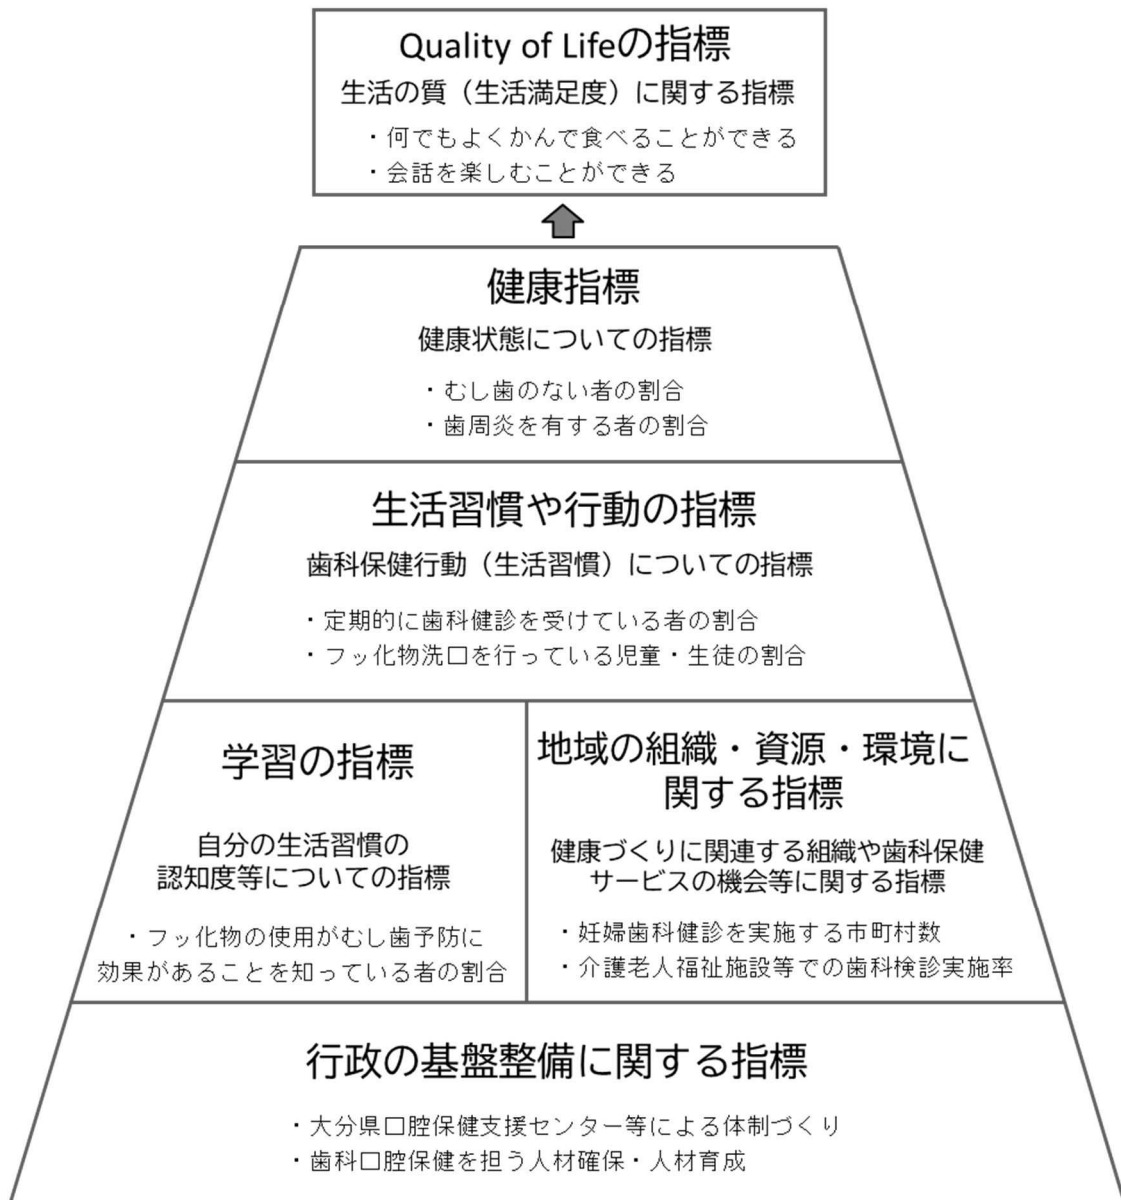 Quality of Lifeの指標
生活の質（生活満足度）に関する指標
・何でもよくかんで食べることができる
・会話を楽しむことができる
健康指標
健康状態についての指標
・むし歯のない者の割合
・歯周炎を有する者の割合
生活習慣や行動の指標
歯科保健行動（生活習慣）についての指標
・定期的に歯科健診を受けている者の割合
・フッ化物洗口を行っている児童・生徒の割合
学習の指標
自分の生活習慣の
認知度等についての指標
・フッ化物の使用がむし歯予防に
効果があることを知っている者の割合
地域の組織・資源・環境に
関する指標
健康づくりに関連する組織や歯科保健
サービスの機会等に関する指標
・妊婦歯科健診を実施する市町村数
・介護老人福祉施設等での歯科検診実施率
行政の基盤整備に関する指標
・大分県口腔保健支援センター等による体制づくり
・歯科口腔保健を担う人材確保・人材育成